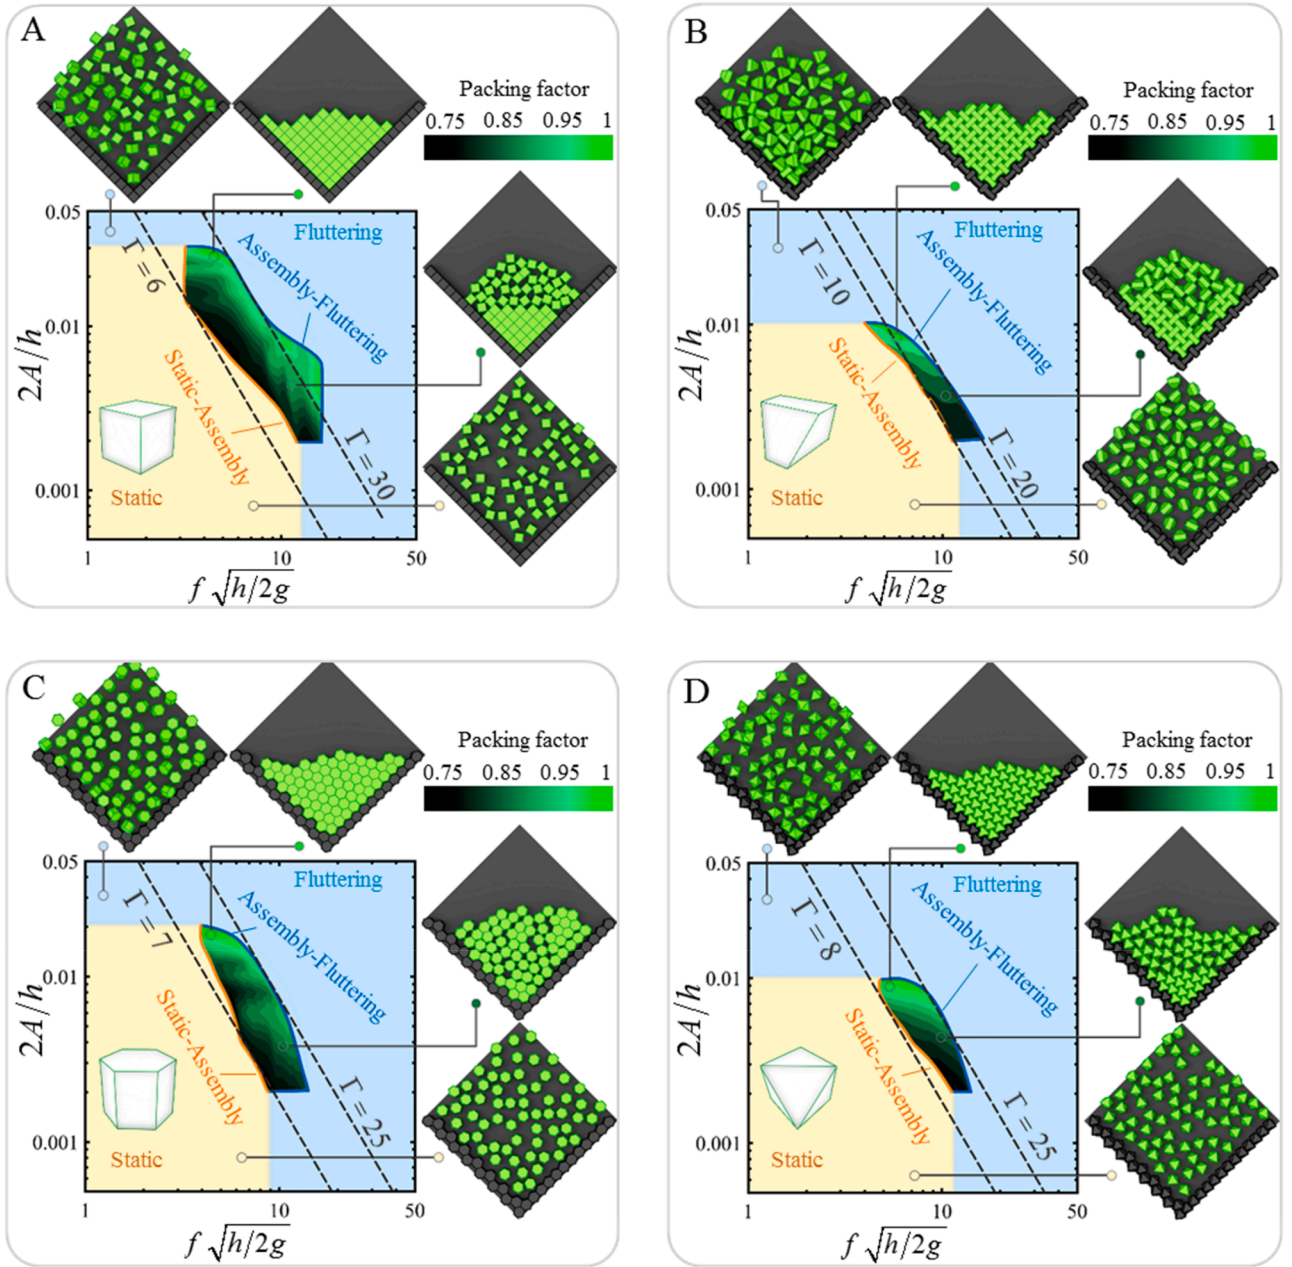 A
Packing factor
0.75 0.85 0.95 1
0.05
0.01
0.001
2A/h
Fluttering
Assembly-Fluttering
Γ = 6
Static-Assembly
Γ = 30
Static
1 10 50
f √h/2g
B
Packing factor
0.75 0.85 0.95 1
0.05
0.01
0.001
2A/h
Fluttering
Assembly-Fluttering
Γ = 10
Static-Assembly
Γ = 20
Static
1 10 50
f √h/2g
C
Packing factor
0.75 0.85 0.95 1
0.05
0.01
0.001
2A/h
Fluttering
Assembly-Fluttering
Γ = 7
Static-Assembly
Γ = 25
Static
1 10 50
f √h/2g
D
Packing factor
0.75 0.85 0.95 1
0.05
0.01
0.001
2A/h
Fluttering
Assembly-Fluttering
Γ = 8
Static-Assembly
Γ = 25
Static
1 10 50
f √h/2g